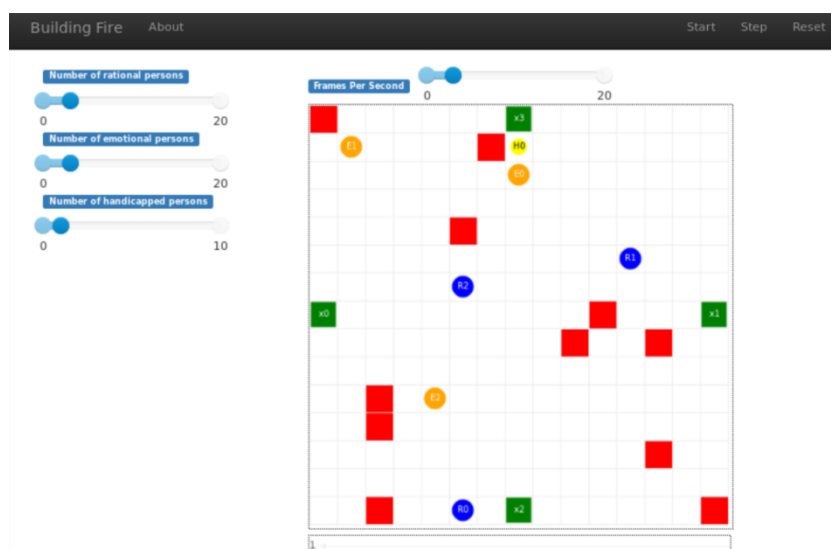 Building Fire About Start Step Reset
Number of rational persons
0 20
Number of emotional persons
0 20
Number of handicapped persons
0 10
Frames Per Second
0 20
x3
E1 H0
E0
R1
R2
x0 x1
E2
R0 x2
1